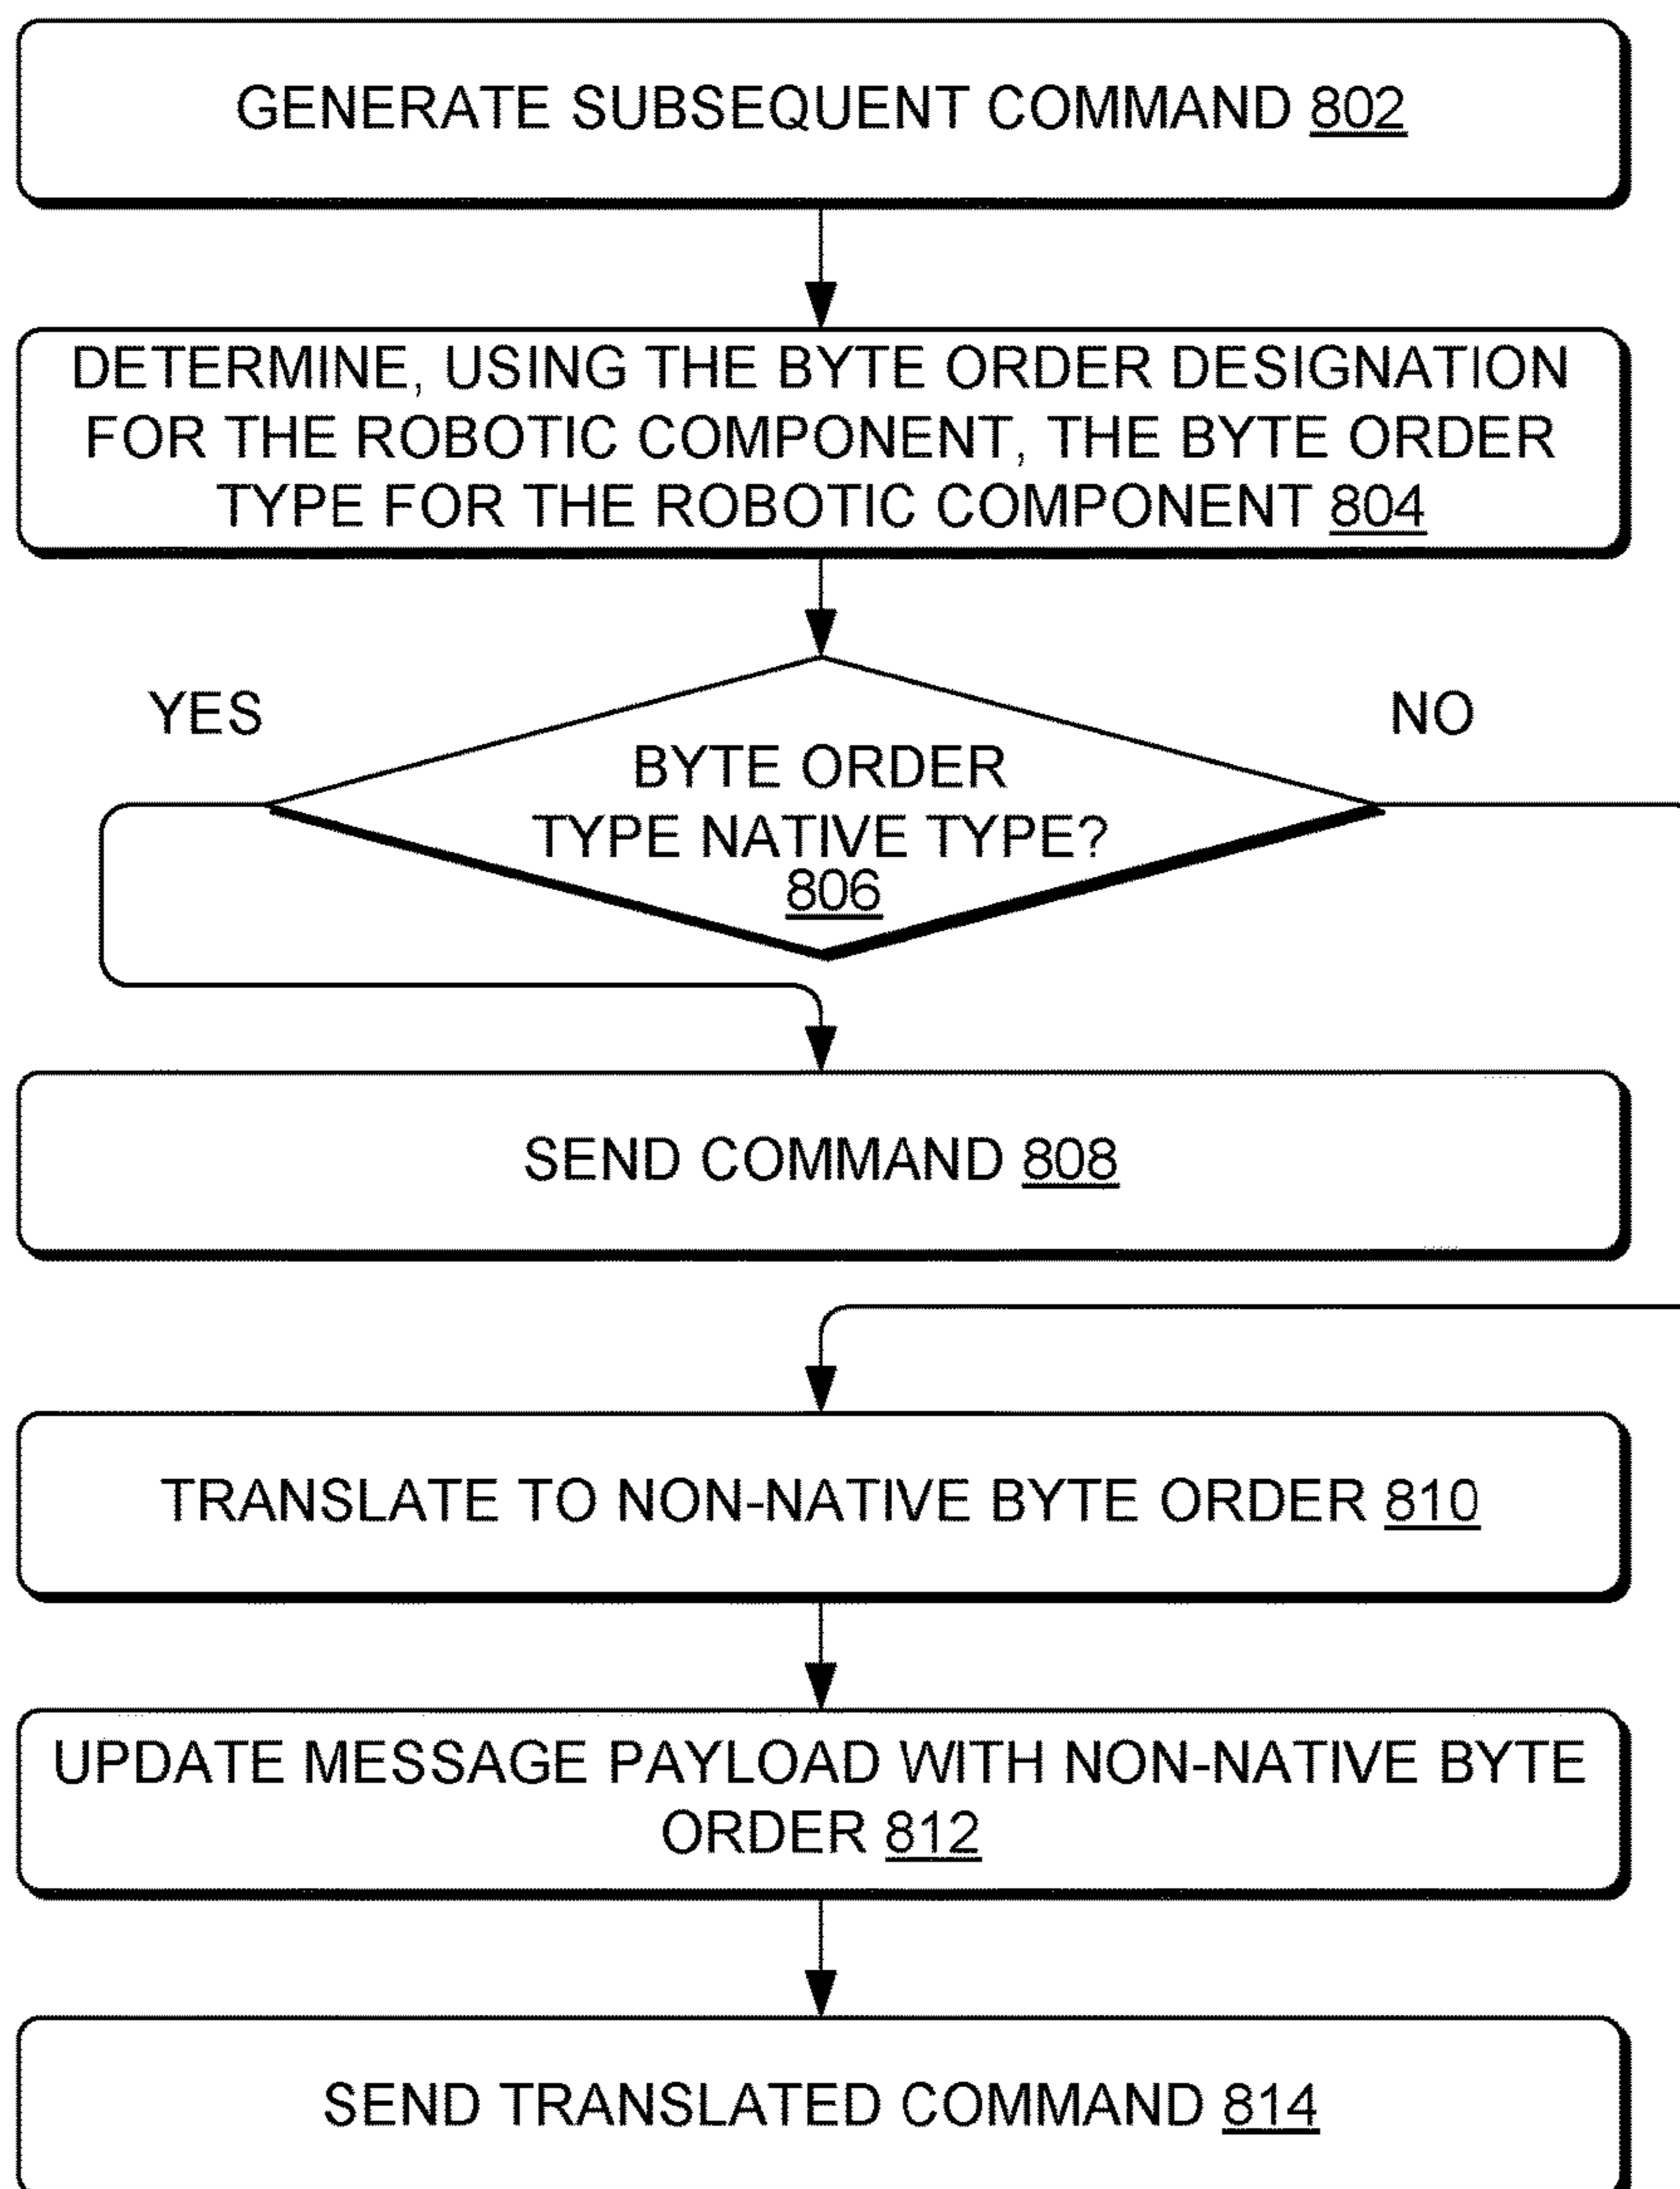 GENERATE SUBSEQUENT COMMAND 802
DETERMINE, USING THE BYTE ORDER DESIGNATION
FOR THE ROBOTIC COMPONENT, THE BYTE ORDER
TYPE FOR THE ROBOTIC COMPONENT 804
YES
NO
BYTE ORDER
TYPE NATIVE TYPE?
806
SEND COMMAND 808
TRANSLATE TO NON-NATIVE BYTE ORDER 810
UPDATE MESSAGE PAYLOAD WITH NON-NATIVE BYTE
ORDER 812
SEND TRANSLATED COMMAND 814